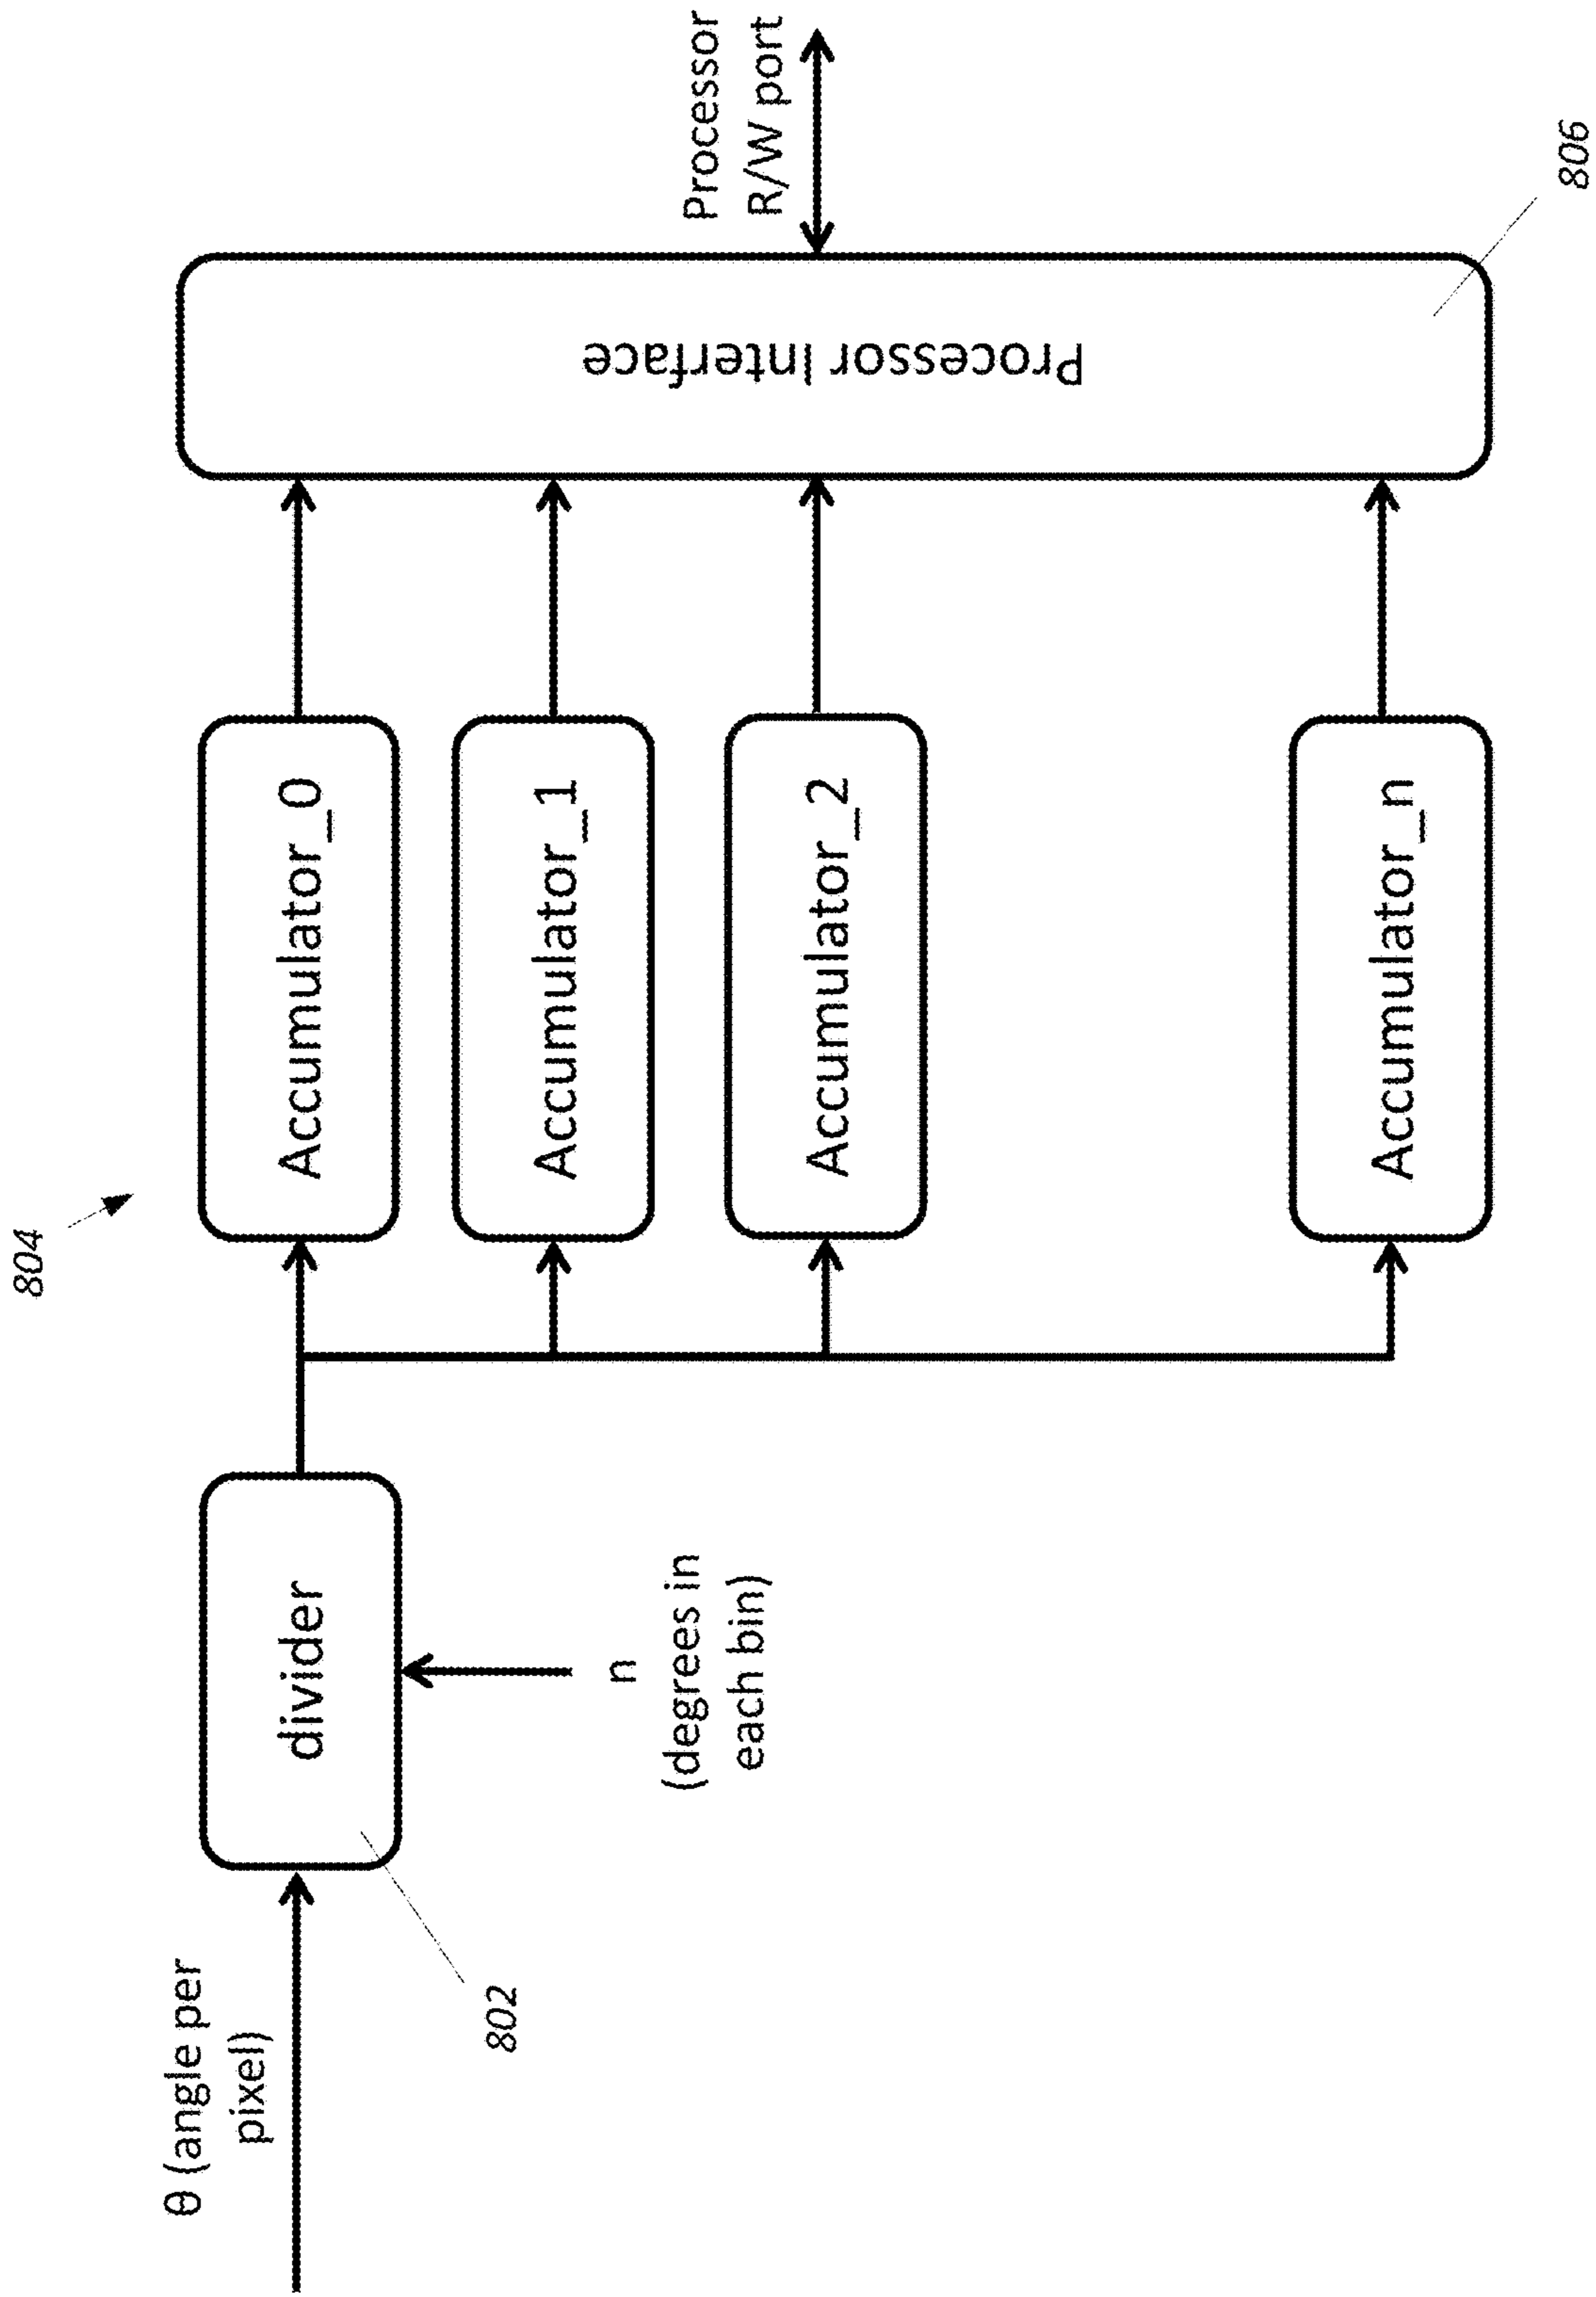 804
θ (angle per
pixel)
802
divider
n
(degrees in
each bin)
Accumulator_0
Accumulator_1
Accumulator_2
Accumulator_n
Processor Interface
Processor
R/W port
806